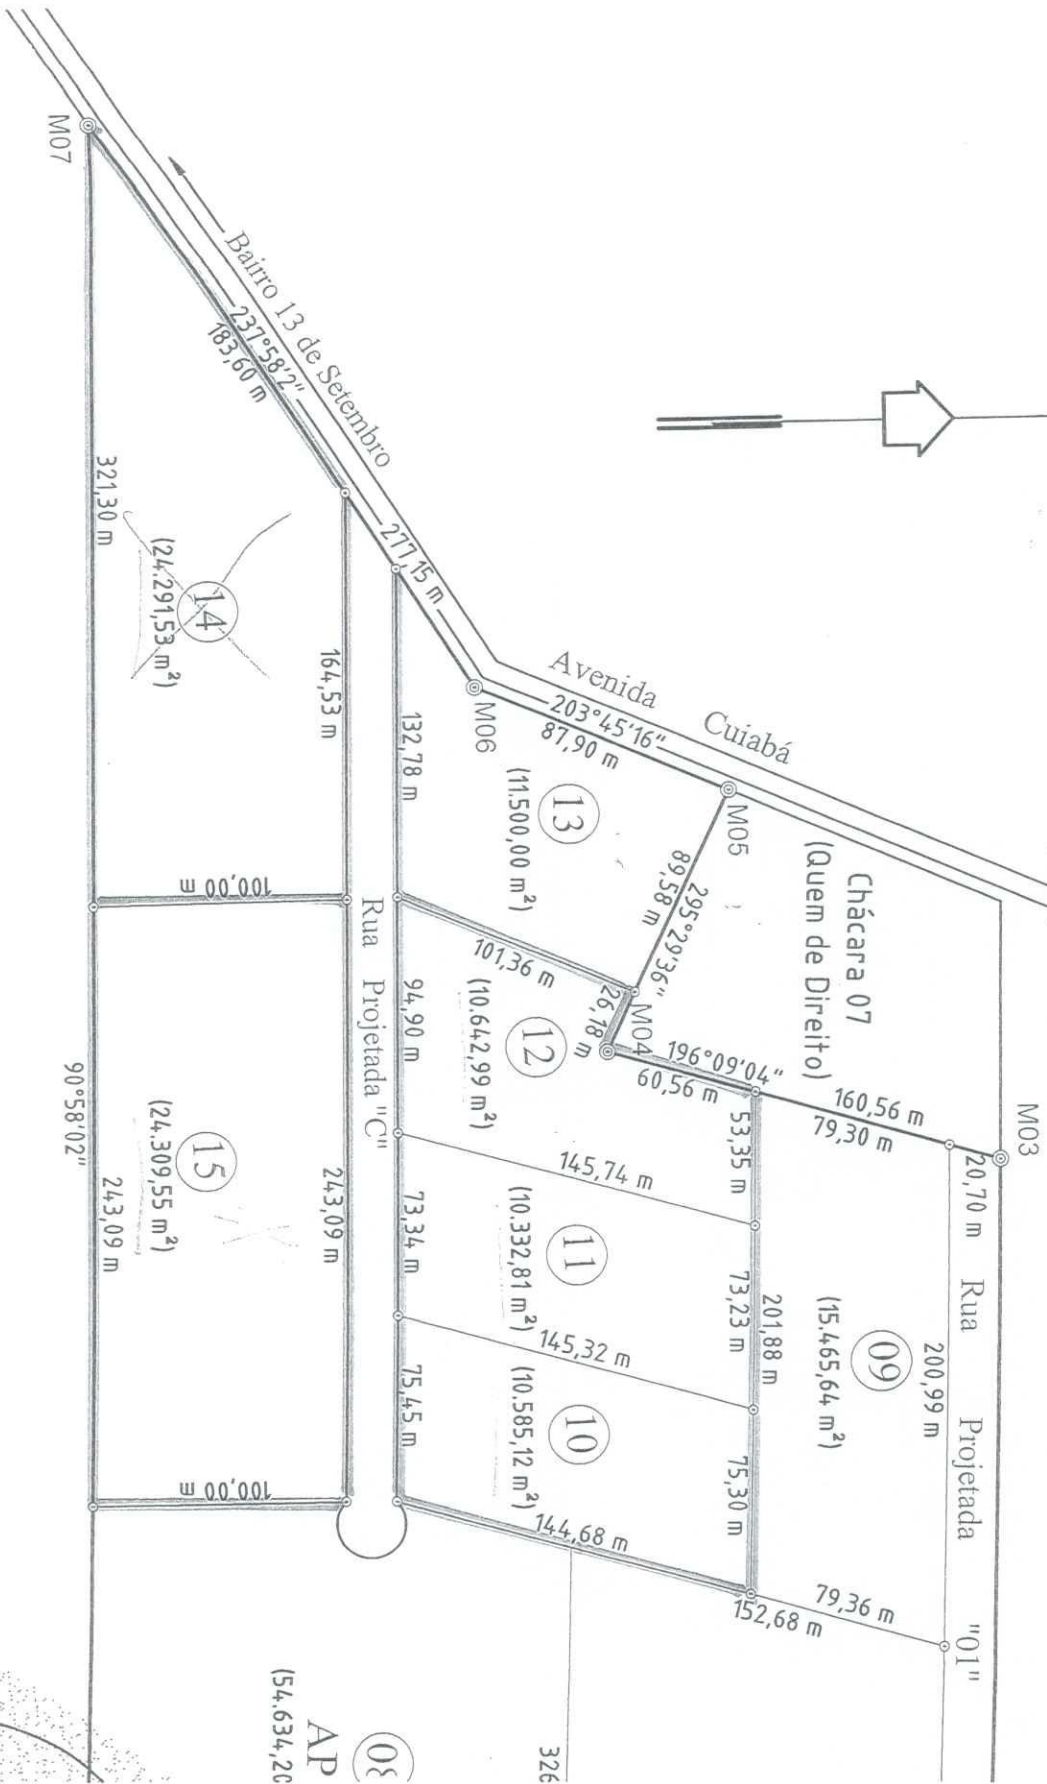 M03
20,70 m
Rua Projetada "01"
200,99 m
160,56 m
79,30 m
09
(15.465,64 m²)
79,36 m
Chácara 07
(Quem de Direito)
Avenida Cuiabá
M05
203°45'16"
87,90 m
295°29'36"
89,58 m
196°09'04"
60,56 m
M04
26,18 m
53,35 m
73,23 m
201,88 m
75,30 m
152,68 m
M06
13
(11.500,00 m²)
101,36 m
12
(10.642,99 m²)
145,74 m
11
(10.332,81 m²)
145,32 m
10
(10.585,12 m²)
144,68 m
326
Bairro 13 de Setembro
277,15 m
237°58'2"
183,60 m
132,78 m
94,90 m
73,34 m
75,45 m
Rua Projetada "C"
164,53 m
243,09 m
14
(24.291,53 m²)
100,00 m
15
(24.309,55 m²)
100,00 m
08
AP
(54.634,20
M07
321,30 m
243,09 m
90°58'02"